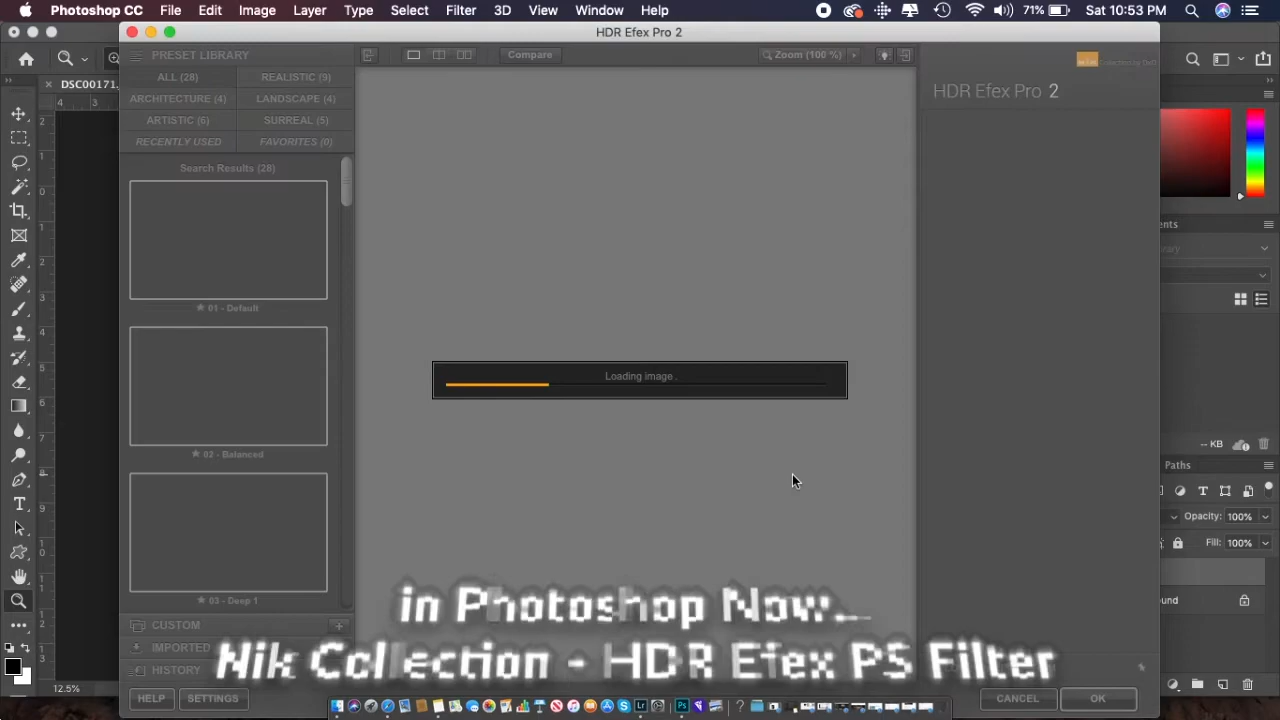 Photoshop CC File Edit Image Layer Type Select Filter 3D View Window Help 71% Sat 10:53 PM
HDR Efex Pro 2
PRESET LIBRARY
Compare
Zoom (100 %)
ALL (28) REALISTIC (9)
ARCHITECTURE (4) LANDSCAPE (4)
ARTISTIC (6) SURREAL (5)
RECENTLY USED FAVORITES (0)
DSC00171.
HDR Efex Pro 2
Search Results (28)
01 - Default
02 - Balanced
03 - Deep 1
Loading image .
CUSTOM
IMPORTED
HISTORY
HELP SETTINGS
CANCEL OK
12.5%
ents
-- KB
Paths
Opacity: 100%
Fill: 100%
ound
in Photoshop Now...
Nik Collection - HDR Efex PS Filter